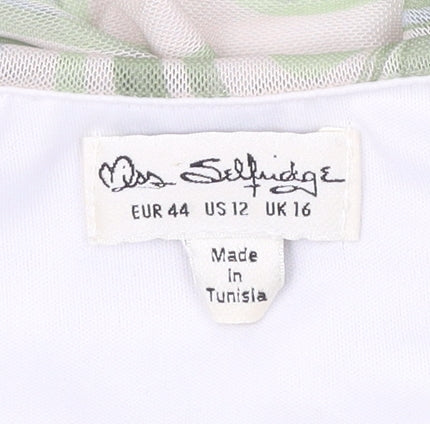 Miss Selfridge
EUR 44 US 12 UK 16
Made
in
Tunisia